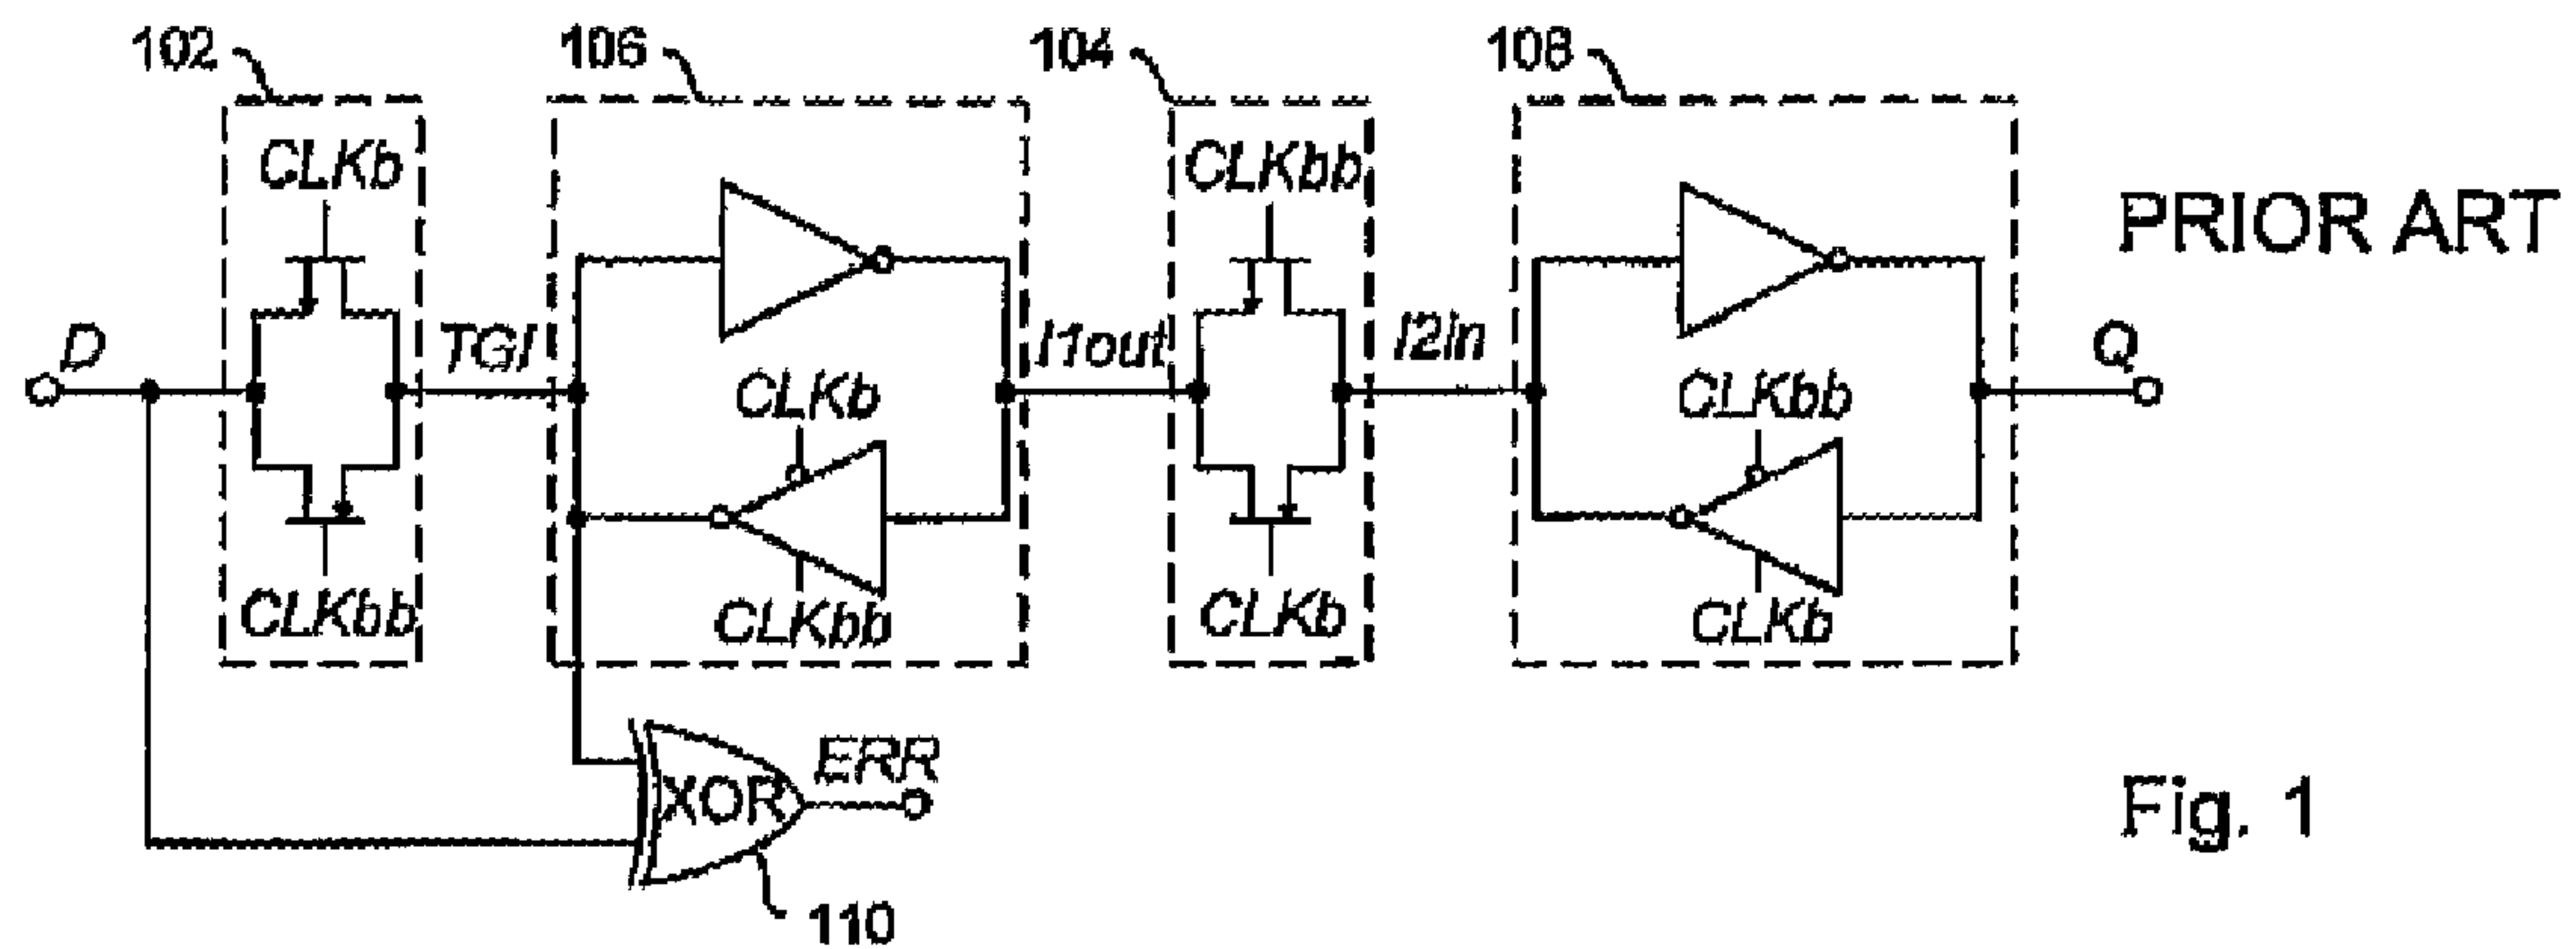 102
106
104
108
CLKb
CLKbb
PRIOR ART
D
TGI
I1out
I2in
Q
CLKb
CLKbb
CLKbb
CLKbb
CLKb
CLKb
XOR
ERR
Fig. 1
110